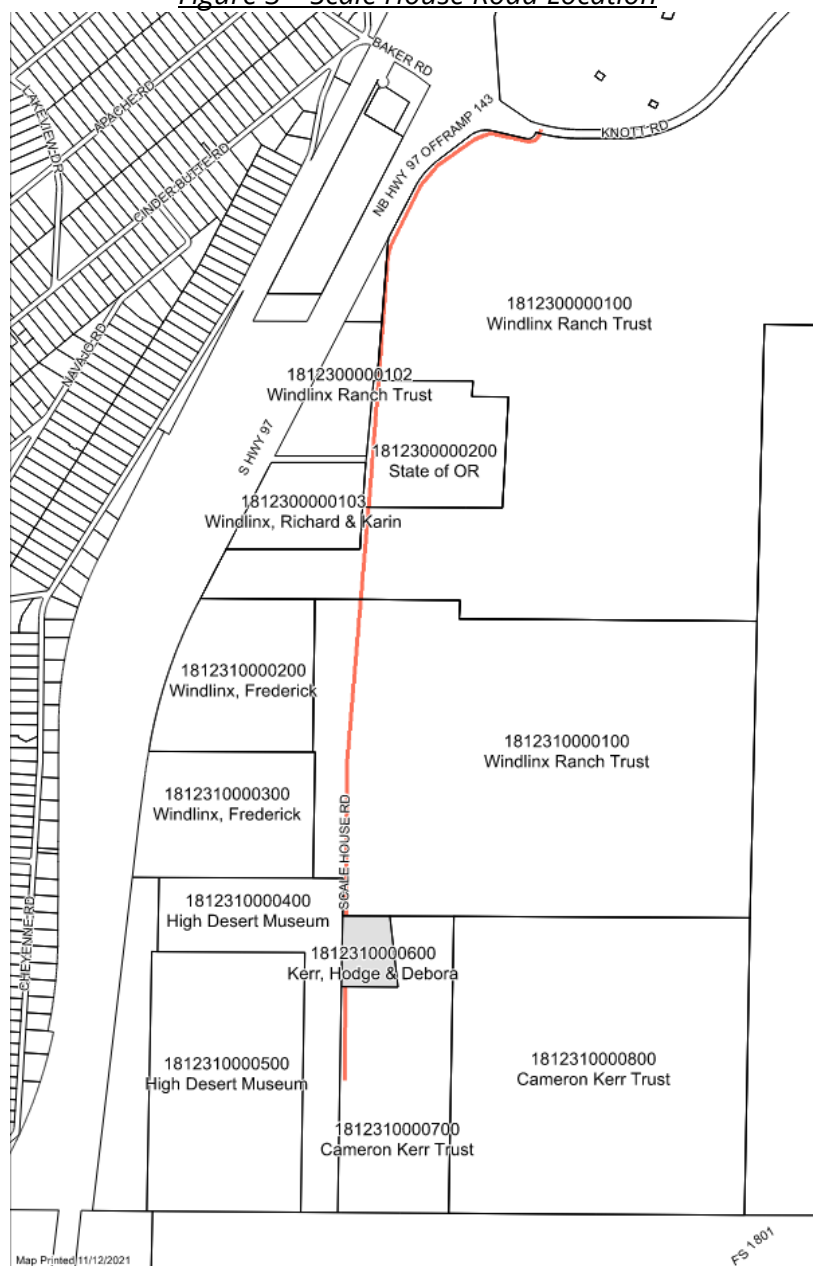 Figure 3 – Scale House Road Location
BAKER RD
LAKEVIEW DR
APACHE RD
NB HWY 97 OFFRAMP 143
KNOTT RD
CINDER BUTTE RD
1812300000100
Windlinx Ranch Trust
NAVAJO RD
1812300000102
Windlinx Ranch Trust
S HWY 97
1812300000200
State of OR
1812300000103
Windlinx, Richard & Karin
1812310000200
Windlinx, Frederick
1812310000100
Windlinx Ranch Trust
1812310000300
Windlinx, Frederick
SCALE HOUSE RD
1812310000400
High Desert Museum
CHEYENNE RD
1812310000600
Kerr, Hodge & Debora
1812310000500
High Desert Museum
1812310000800
Cameron Kerr Trust
1812310000700
Cameron Kerr Trust
FS 1801
Map Printed 11/12/2021